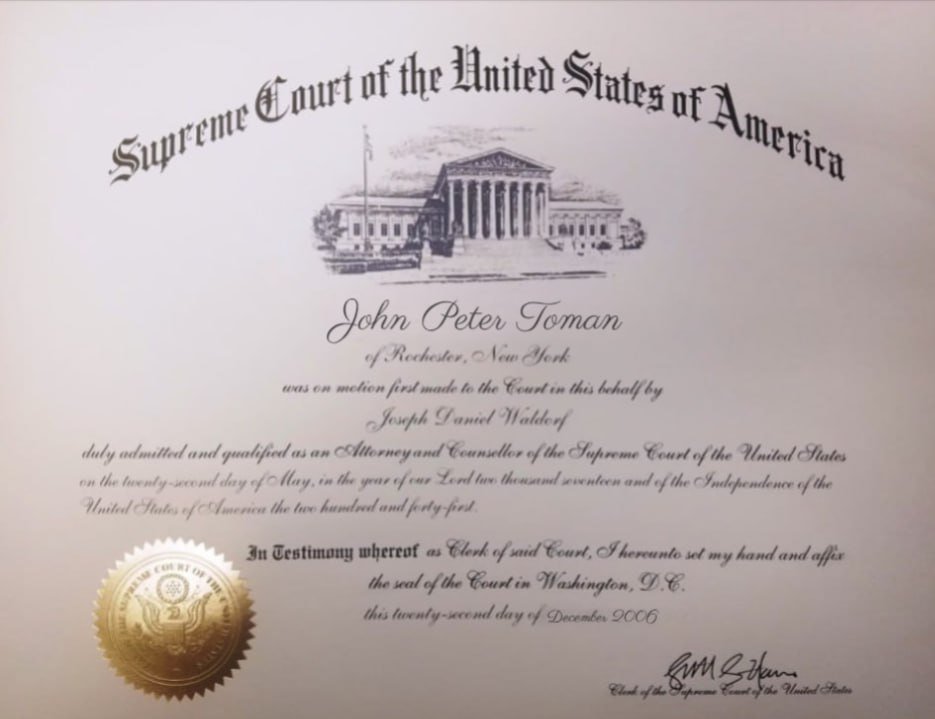 Supreme Court of the United States of America
John Peter Toman
of Rochester, New York
was on motion first made to the Court in this behalf by
Joseph Daniel Waldorf
duly admitted and qualified as an Attorney and Counsellor of the Supreme Court of the United States
on the twenty-second day of May, in the year of our Lord two thousand seventeen and of the Independence of the
United States of America the two hundred and forty-first.
In Testimony whereof as Clerk of said Court, I hereunto set my hand and affix
the seal of the Court in Washington, D.C.
this twenty-second day of December 2006
SUPREME COURT OF THE
Clerk of the Supreme Court of the United States